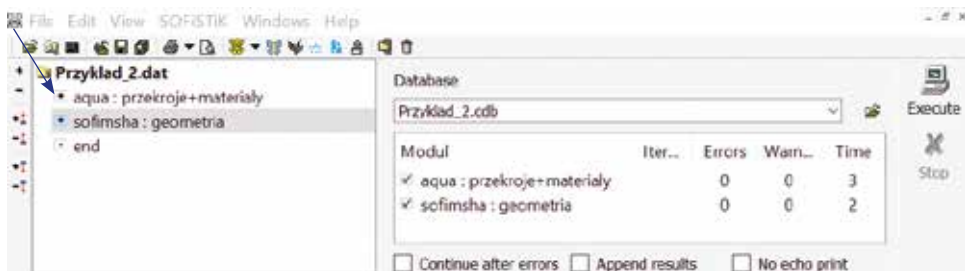 File Edit View SOFiSTiK Windows Help
Przyklad_2.dat
aqua : przekroje+materialy
sofimsha : geometria
end
Database
Przyklad_2.cdb
Execute
Stop
Modul Iter... Errors Warn... Time
aqua : przekroje+materialy 0 0 3
sofimsha : geometria 0 0 2
Continue after errors Append results No echo print